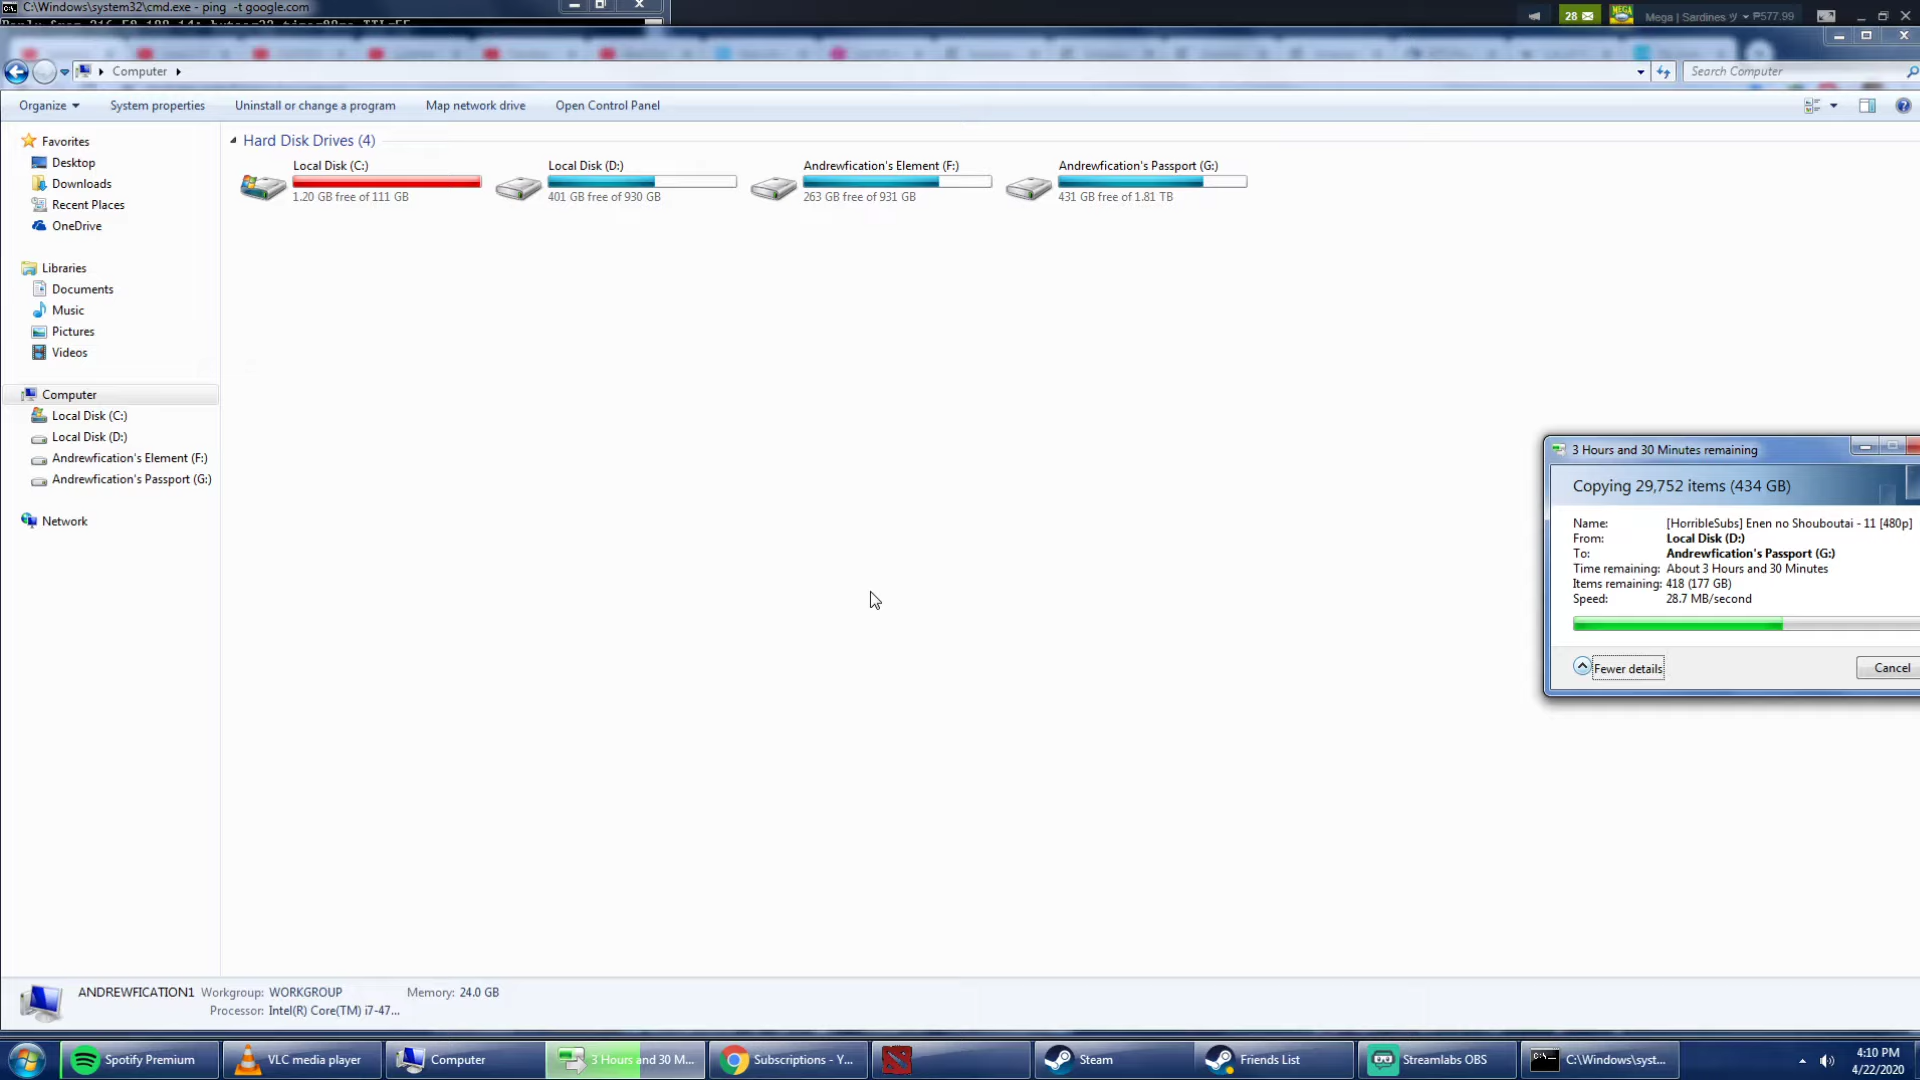 C:\Windows\system32\cmd.exe - ping -t google.com
28
Mega | Sardines
₱577.99
Computer
Search Computer
Organize
System properties
Uninstall or change a program
Map network drive
Open Control Panel
Favorites
Desktop
Downloads
Recent Places
OneDrive
Libraries
Documents
Music
Pictures
Videos
Computer
Local Disk (C:)
Local Disk (D:)
Andrewfication's Element (F:)
Andrewfication's Passport (G:)
Network
Hard Disk Drives (4)
Local Disk (C:)
1.20 GB free of 111 GB
Local Disk (D:)
401 GB free of 930 GB
Andrewfication's Element (F:)
263 GB free of 931 GB
Andrewfication's Passport (G:)
431 GB free of 1.81 TB
3 Hours and 30 Minutes remaining
Copying 29,752 items (434 GB)
Name: [HorribleSubs] Enen no Shouboutai - 11 [480p]
From: Local Disk (D:)
To: Andrewfication's Passport (G:)
Time remaining: About 3 Hours and 30 Minutes
Items remaining: 418 (177 GB)
Speed: 28.7 MB/second
Fewer details
Cancel
ANDREWFICATION1 Workgroup: WORKGROUP Memory: 24.0 GB
Processor: Intel(R) Core(TM) i7-47...
Spotify Premium
VLC media player
Computer
3 Hours and 30 M...
Subscriptions - Y...
Steam
Friends List
Streamlabs OBS
C:\Windows\syst...
4:10 PM
4/22/2020